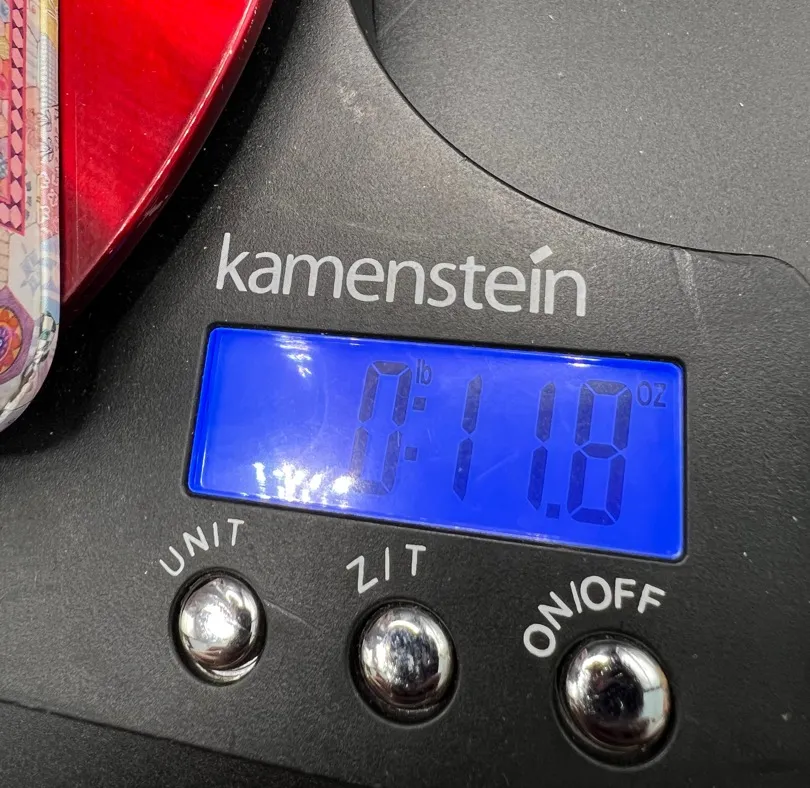 kamenstein
0:lb 11.8 OZ
UNIT
Z/T
ON/OFF